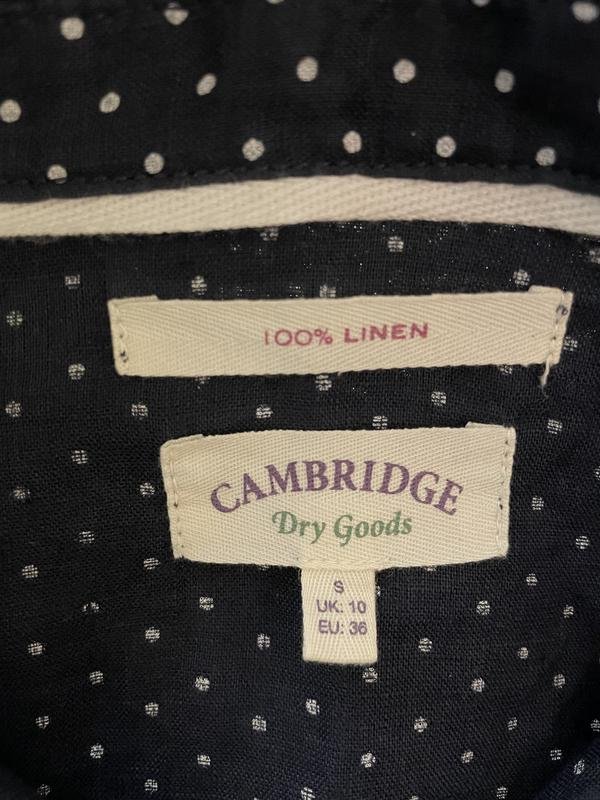 100% LINEN
CAMBRIDGE
Dry Goods
S
UK: 10
EU: 36